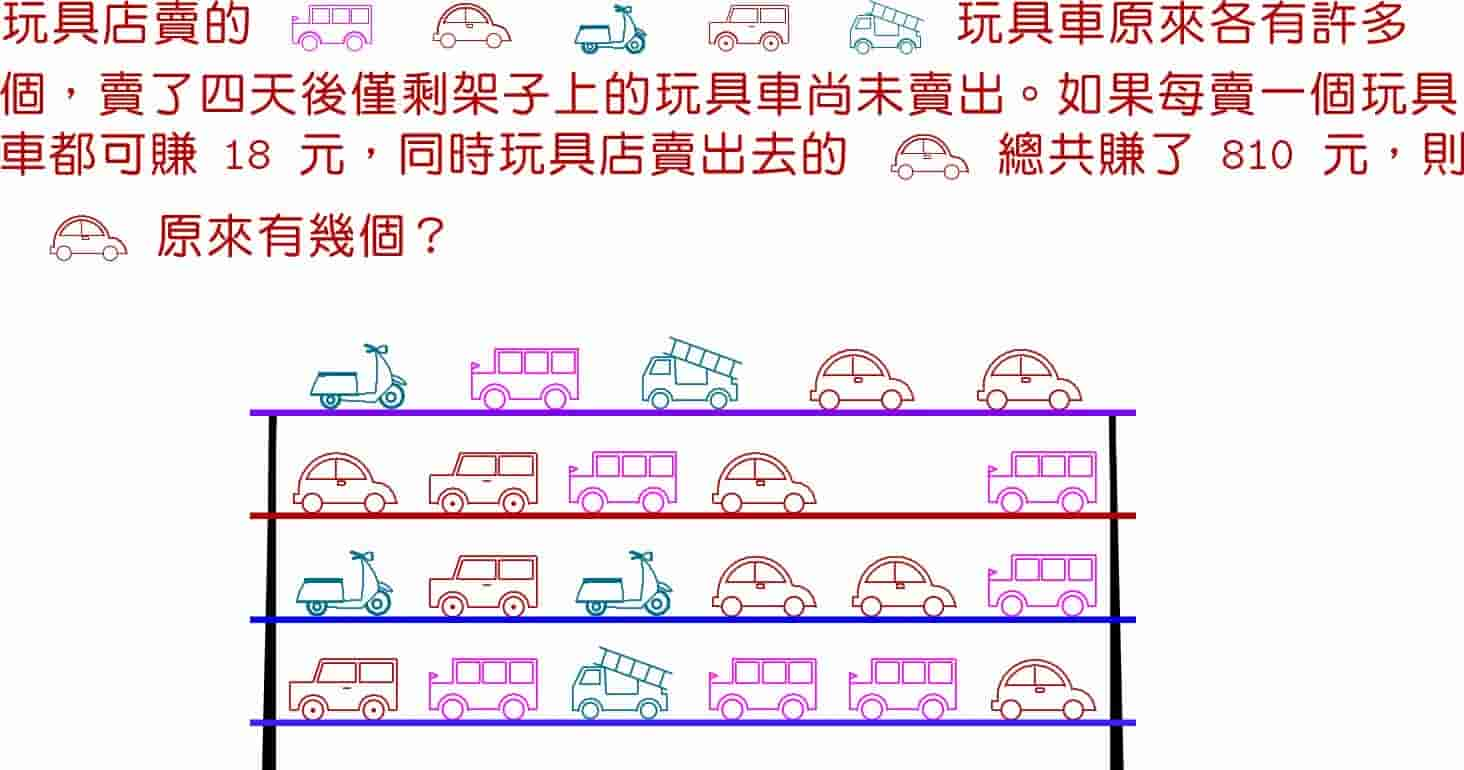 玩具店賣的 玩具車原來各有許多
個，賣了四天後僅剩架子上的玩具車尚未賣出。如果每賣一個玩具
車都可賺 18 元，同時玩具店賣出去的 總共賺了 810 元，則
原來有幾個？